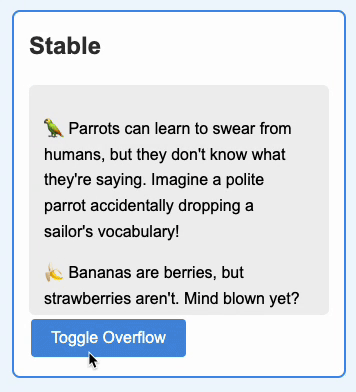 Stable
🦜 Parrots can learn to swear from
humans, but they don't know what
they're saying. Imagine a polite
parrot accidentally dropping a
sailor's vocabulary!
🍌 Bananas are berries, but
strawberries aren't. Mind blown yet?
Toggle Overflow